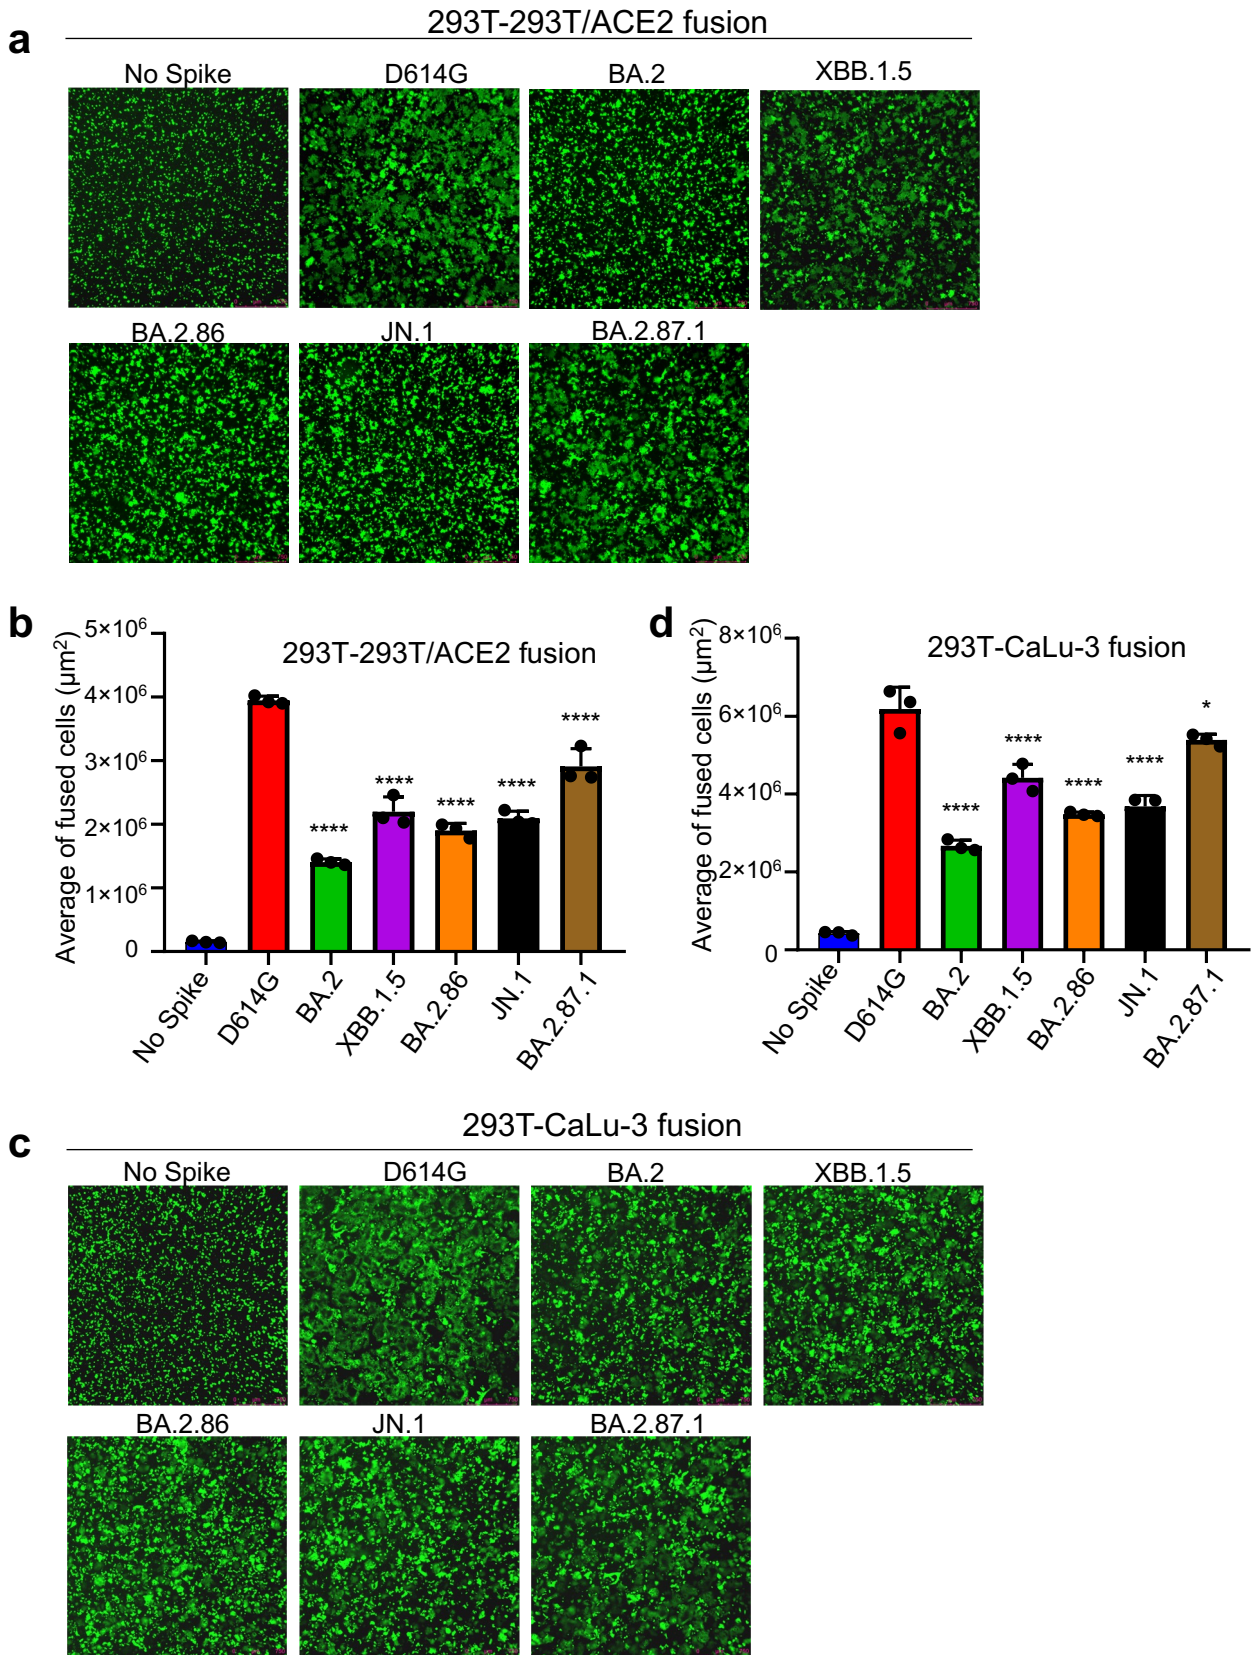 a
293T-293T/ACE2 fusion
No Spike D614G BA.2 XBB.1.5
BA.2.86 JN.1 BA.2.87.1
b
293T-293T/ACE2 fusion
Average of fused cells (μm²)
5×10⁶
4×10⁶
3×10⁶
2×10⁶
1×10⁶
0
**** **** **** **** ****
No Spike D614G BA.2 XBB.1.5 BA.2.86 JN.1 BA.2.87.1
d
293T-CaLu-3 fusion
Average of fused cells (μm²)
8×10⁶
6×10⁶
4×10⁶
2×10⁶
0
**** **** **** **** *
No Spike D614G BA.2 XBB.1.5 BA.2.86 JN.1 BA.2.87.1
c
293T-CaLu-3 fusion
No Spike D614G BA.2 XBB.1.5
BA.2.86 JN.1 BA.2.87.1